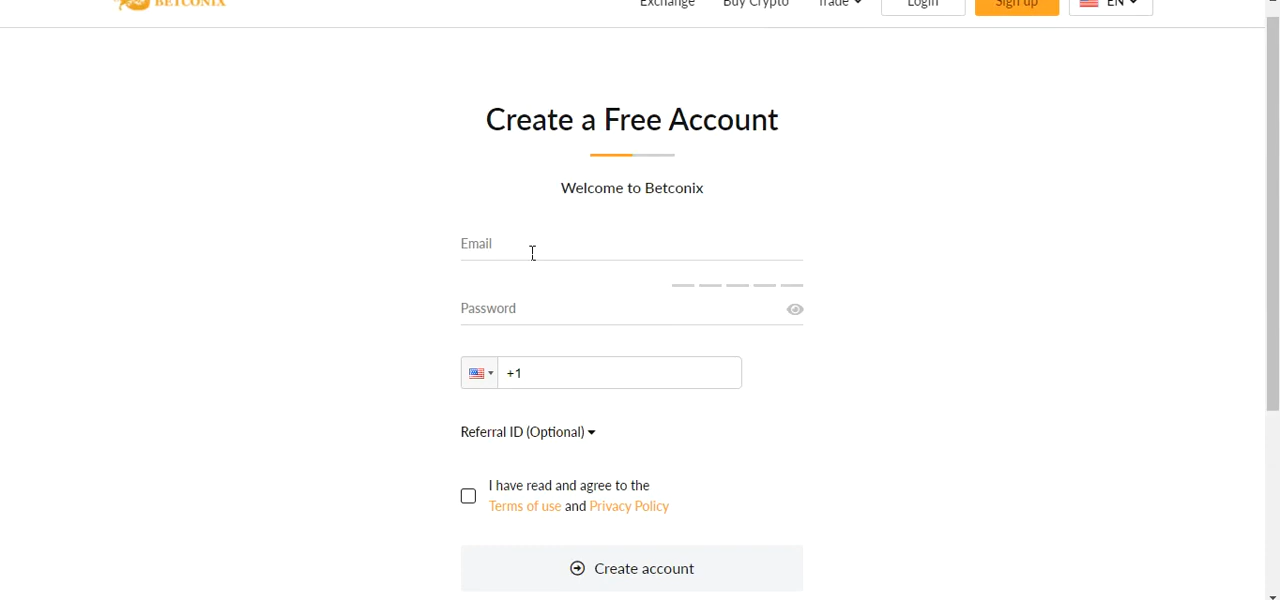 BETCONIX
Exchange Buy Crypto Trade Login Sign up EN
Create a Free Account
Welcome to Betconix
Email
Password
+1
Referral ID (Optional)
I have read and agree to the
Terms of use and Privacy Policy
Create account